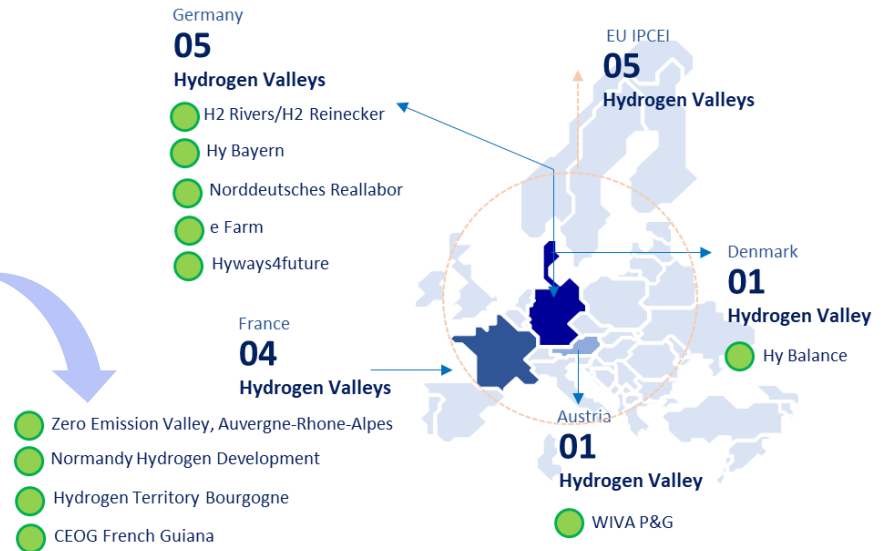 Germany
05
Hydrogen Valleys
H2 Rivers/H2 Reinecker
Hy Bayern
Norddeutsches Reallabor
e Farm
Hyways4future
EU IPCEI
05
Hydrogen Valleys
Denmark
01
Hydrogen Valley
Hy Balance
France
04
Hydrogen Valleys
Zero Emission Valley, Auvergne-Rhone-Alpes
Normandy Hydrogen Development
Hydrogen Territory Bourgogne
CEOG French Guiana
Austria
01
Hydrogen Valley
WIVA P&G